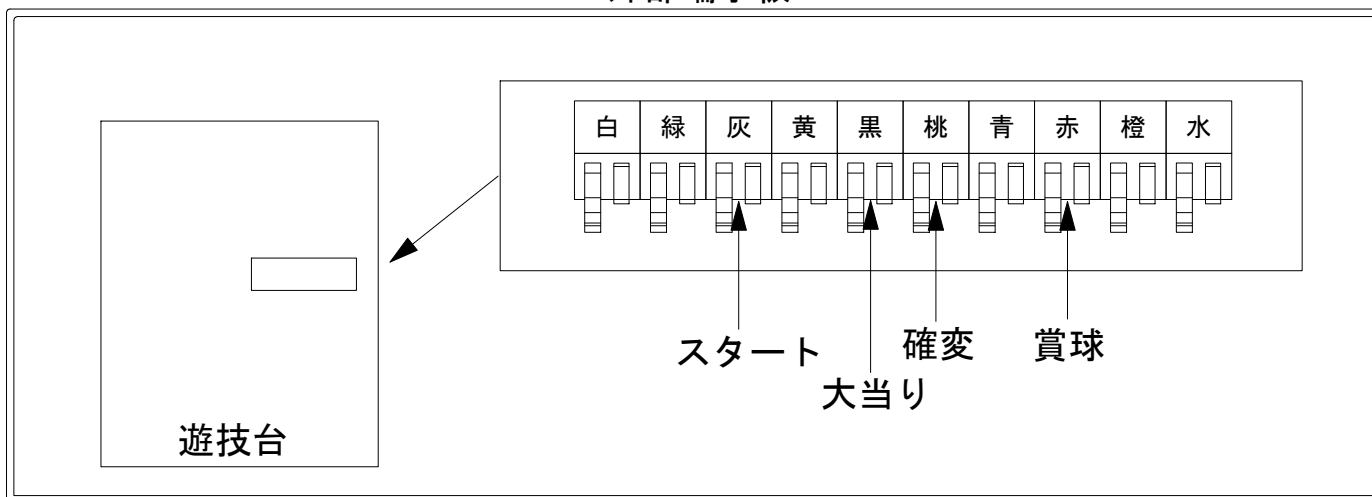 白 緑 灰 黄 黒 桃 青 赤 橙 水
スタート
大当り
確変
賞球
遊技台